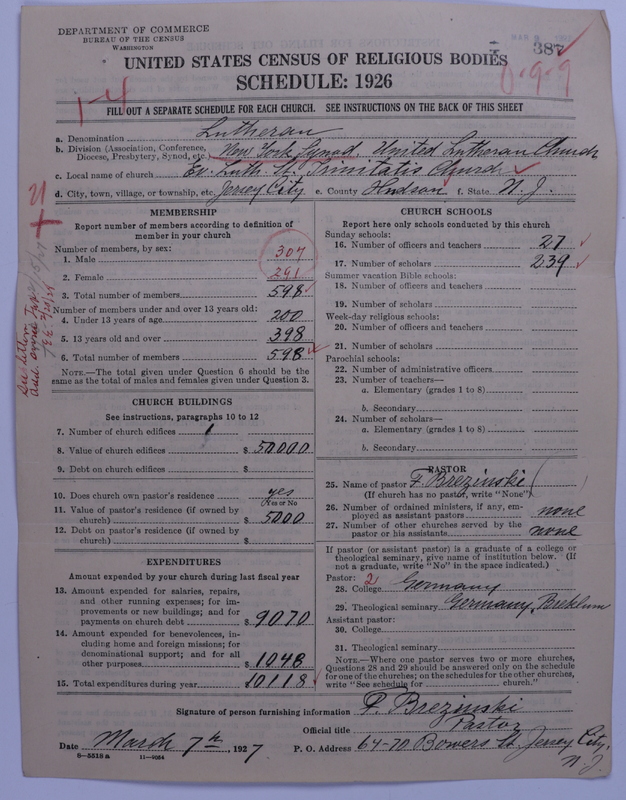 DEPARTMENT OF COMMERCE
BUREAU OF THE CENSUS
WASHINGTON
387
0-9-9
UNITED STATES CENSUS OF RELIGIOUS BODIES
SCHEDULE: 1926
1-4
FILL OUT A SEPARATE SCHEDULE FOR EACH CHURCH. SEE INSTRUCTIONS ON THE BACK OF THIS SHEET
a. Denomination Lutheran
b. Division (Association, Conference, Diocese, Presbytery, Synod, etc.) New York Synod, United Lutheran Church
c. Local name of church Ev. Luth. St. Trinitatis Church
d. City, town, village, or township, etc. Jersey City e. County Hudson f. State N. J.
MEMBERSHIP
Report number of members according to definition of
member in your church
Number of members, by sex:
1. Male 307
2. Female 291
3. Total number of members 598
Number of members under and over 13 years old:
4. Under 13 years of age 200
5. 13 years old and over 398
6. Total number of members 598
NOTE.—The total given under Question 6 should be the
same as the total of males and females given under Question 3.
CHURCH BUILDINGS
See instructions, paragraphs 10 to 12
7. Number of church edifices 1
8. Value of church edifices $ 50000
9. Debt on church edifices $
10. Does church own pastor's residence yes
Yes or No
11. Value of pastor's residence (if owned by
church) $ 5000
12. Debt on pastor's residence (if owned by
church) $
EXPENDITURES
Amount expended by your church during last fiscal year
13. Amount expended for salaries, repairs,
and other running expenses; for im-
provements or new buildings; and for
payments on church debt $ 9070
14. Amount expended for benevolences, in-
cluding home and foreign missions; for
denominational support; and for all
other purposes $ 1048
15. Total expenditures during year $ 10118
CHURCH SCHOOLS
Report here only schools conducted by this church
Sunday schools:
16. Number of officers and teachers 27
17. Number of scholars 239
Summer vacation Bible schools:
18. Number of officers and teachers
19. Number of scholars
Week-day religious schools:
20. Number of officers and teachers
21. Number of scholars
Parochial schools:
22. Number of administrative officers
23. Number of teachers—
a. Elementary (grades 1 to 8)
b. Secondary
24. Number of scholars—
a. Elementary (grades 1 to 8)
b. Secondary
PASTOR
25. Name of pastor F. Brezinski
(If church has no pastor, write "None")
26. Number of ordained ministers, if any, em-
ployed as assistant pastors none
27. Number of other churches served by the
pastor or his assistants none
If pastor (or assistant pastor) is a graduate of a college or
theological seminary, give name of institution below. (If
not a graduate, write "No" in the space indicated.)
Pastor: 2
28. College Germany
29. Theological seminary Germany, Breklum
Assistant pastor:
30. College
31. Theological seminary
NOTE.—Where one pastor serves two or more churches,
Questions 28 and 29 should be answered only on the schedule
for one of the churches; on the schedules for the other churches,
write "See schedule for church."
Signature of person furnishing information F. Brezinski
Official title Pastor
Date March 7th, 1927 P. O. Address 64-70 Bowers St. Jersey City,
N. J.
8-5518a 11-9054